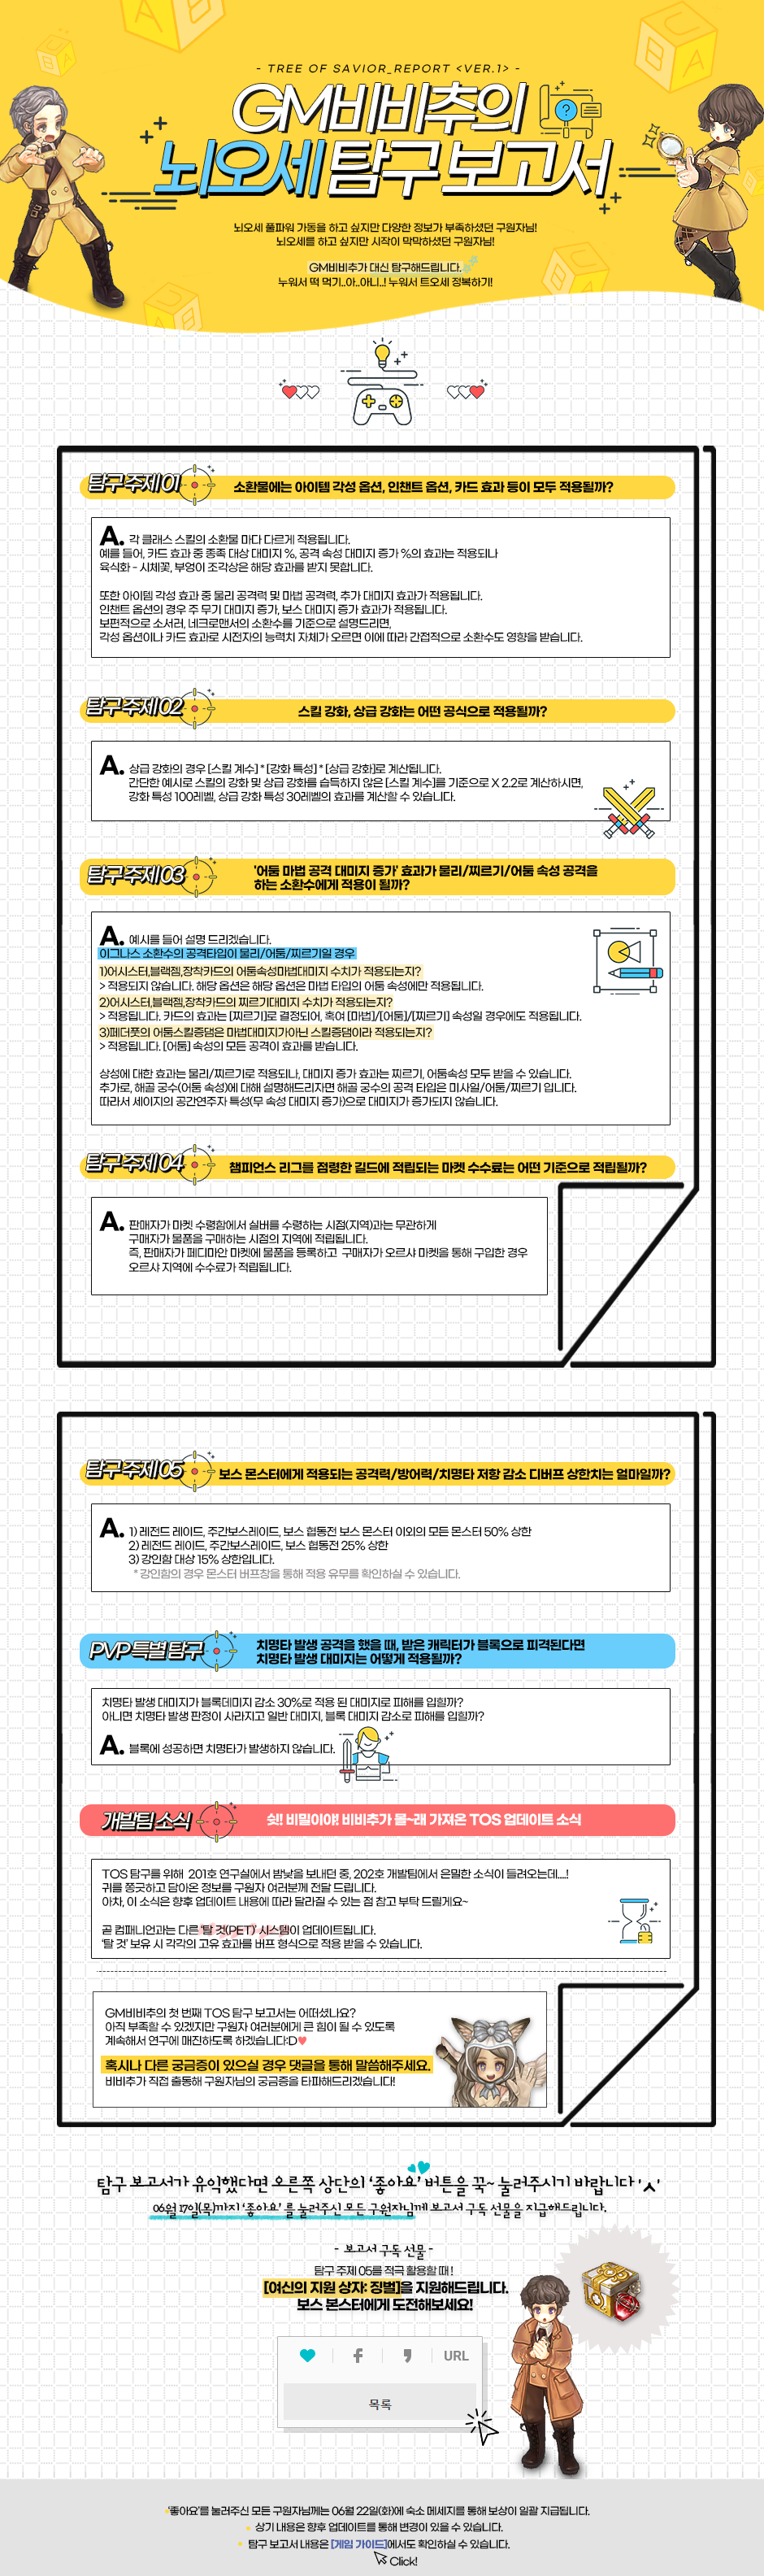 - TREE OF SAVIOR_REPORT <VER.1> -
GM비비추의
뇌오세 탐구 보고서
뇌오세 풀파워 가동을 하고 싶지만 다양한 정보가 부족하셨던 구원자님!
뇌오세를 하고 싶지만 시작이 막막하셨던 구원자님!
GM비비추가 대신 탐구해드립니다.
누워서 떡 먹기..아..아니..! 누워서 트오세 정복하기!
탐구 주제 01
소환물에는 아이템 각성 옵션, 인챈트 옵션, 카드 효과 등이 모두 적용될까?
A. 각 클래스 스킬의 소환물 마다 다르게 적용됩니다.
예를 들어, 카드 효과 중 종족 대상 대미지 %, 공격 속성 대미지 증가 %의 효과는 적용되나
육식화 - 시체꽃, 부엉이 조각상은 해당 효과를 받지 못합니다.
또한 아이템 각성 효과 중 물리 공격력 및 마법 공격력, 추가 대미지 효과가 적용됩니다.
인챈트 옵션의 경우 주 무기 대미지 증가, 보스 대미지 증가 효과가 적용됩니다.
보편적으로 소서러, 네크로맨서의 소환수를 기준으로 설명드리면,
각성 옵션이나 카드 효과로 시전자의 능력치 자체가 오르면 이에 따라 간접적으로 소환수도 영향을 받습니다.
탐구 주제 02
스킬 강화, 상급 강화는 어떤 공식으로 적용될까?
A. 상급 강화의 경우 [스킬 계수] * [강화 특성] * [상급 강화]로 계산됩니다.
간단한 예시로 스킬의 강화 및 상급 강화를 습득하지 않은 [스킬 계수]를 기준으로 X 2.2로 계산하시면,
강화 특성 100레벨, 상급 강화 특성 30레벨의 효과를 계산할 수 있습니다.
탐구 주제 03
'어둠 마법 공격 대미지 증가' 효과가 물리/찌르기/어둠 속성 공격을
하는 소환수에게 적용이 될까?
A. 예시를 들어 설명 드리겠습니다.
이그나스 소환수의 공격타입이 물리/어둠/찌르기일 경우
1)어시스터,블랙젬,장착카드의 어둠속성마법대미지 수치가 적용되는지?
> 적용되지 않습니다. 해당 옵션은 해당 옵션은 마법 타입의 어둠 속성에만 적용됩니다.
2)어시스터,블랙젬,장착카드의 찌르기대미지 수치가 적용되는지?
> 적용됩니다. 카드의 효과는 [찌르기]로 결정되어, 혹여 [마법]/[어둠]/[찌르기] 속성일 경우에도 적용됩니다.
3)페더풋의 어둠스킬증댐은 마법대미지가아닌 스킬증댐이라 적용되는지?
> 적용됩니다. [어둠] 속성의 모든 공격이 효과를 받습니다.
상성에 대한 효과는 물리/찌르기로 적용되나, 대미지 증가 효과는 찌르기, 어둠속성 모두 받을 수 있습니다.
추가로, 해골 궁수(어둠 속성)에 대해 설명해드리자면 해골 궁수의 공격 타입은 미사일/어둠/찌르기 입니다.
따라서 세이지의 공간연주자 특성(무 속성 대미지 증가)으로 대미지가 증가되지 않습니다.
탐구 주제 04
챔피언스 리그를 점령한 길드에 적립되는 마켓 수수료는 어떤 기준으로 적립될까?
A. 판매자가 마켓 수령함에서 실버를 수령하는 시점(지역)과는 무관하게
구매자가 물품을 구매하는 시점의 지역에 적립됩니다.
즉, 판매자가 페디미안 마켓에 물품을 등록하고 구매자가 오르샤 마켓을 통해 구입한 경우
오르샤 지역에 수수료가 적립됩니다.
탐구 주제 05
보스 몬스터에게 적용되는 공격력/방어력/치명타 저항 감소 디버프 상한치는 얼마일까?
A. 1) 레전드 레이드, 주간보스레이드, 보스 협동전 보스 몬스터 이외의 모든 몬스터 50% 상한
2) 레전드 레이드, 주간보스레이드, 보스 협동전 25% 상한
3) 강인함 대상 15% 상한입니다.
* 강인함의 경우 몬스터 버프창을 통해 적용 유무를 확인하실 수 있습니다.
PVP 특별 탐구
치명타 발생 공격을 했을 때, 받은 캐릭터가 블록으로 피격된다면
치명타 발생 대미지는 어떻게 적용될까?
치명타 발생 대미지가 블록데미지 감소 30%로 적용 된 대미지로 피해를 입힐까?
아니면 치명타 발생 판정이 사라지고 일반 대미지, 블록 대미지 감소로 피해를 입힐까?
A. 블록에 성공하면 치명타가 발생하지 않습니다.
개발팀 소식
쉿! 비밀이야! 비비추가 몰~래 가져온 TOS 업데이트 소식
TOS 탐구를 위해 201호 연구실에서 밤낮을 보내던 중, 202호 개발팀에서 은밀한 소식이 들려오는데....!
귀를 쫑긋하고 담아온 정보를 구원자 여러분께 전달 드립니다.
아차, 이 소식은 향후 업데이트 내용에 따라 달라질 수 있는 점 참고 부탁 드릴게요~
곧 컴패니언과는 다른 '탈 것(PET)' 시스템이 업데이트됩니다.
'탈 것' 보유 시 각각의 고유 효과를 버프 형식으로 적용 받을 수 있습니다.
GM비비추의 첫 번째 TOS 탐구 보고서는 어떠셨나요?
아직 부족할 수 있겠지만 구원자 여러분에게 큰 힘이 될 수 있도록
계속해서 연구에 매진하도록 하겠습니다:D♥
혹시나 다른 궁금증이 있으실 경우 댓글을 통해 말씀해주세요.
비비추가 직접 출동해 구원자님의 궁금증을 타파해드리겠습니다!
탐구 보고서가 유익했다면 오른쪽 상단의 '좋아요' 버튼을 꾹~ 눌러주시기 바랍니다 'ㅅ'
06월 17일(목)까지 '좋아요' 를 눌러주신 모든 구원자님께 보고서 구독 선물을 지급해드립니다.
- 보고서 구독 선물 -
탐구 주제 05를 적극 활용할 때!
[여신의 지원 상자: 징벌]을 지원해드립니다.
보스 몬스터에게 도전해보세요!
URL
목록
'좋아요'를 눌러주신 모든 구원자님께는 06월 22일(화)에 숙소 메세지를 통해 보상이 일괄 지급됩니다.
상기 내용은 향후 업데이트를 통해 변경이 있을 수 있습니다.
탐구 보고서 내용은 [게임 가이드]에서도 확인하실 수 있습니다.
Click!